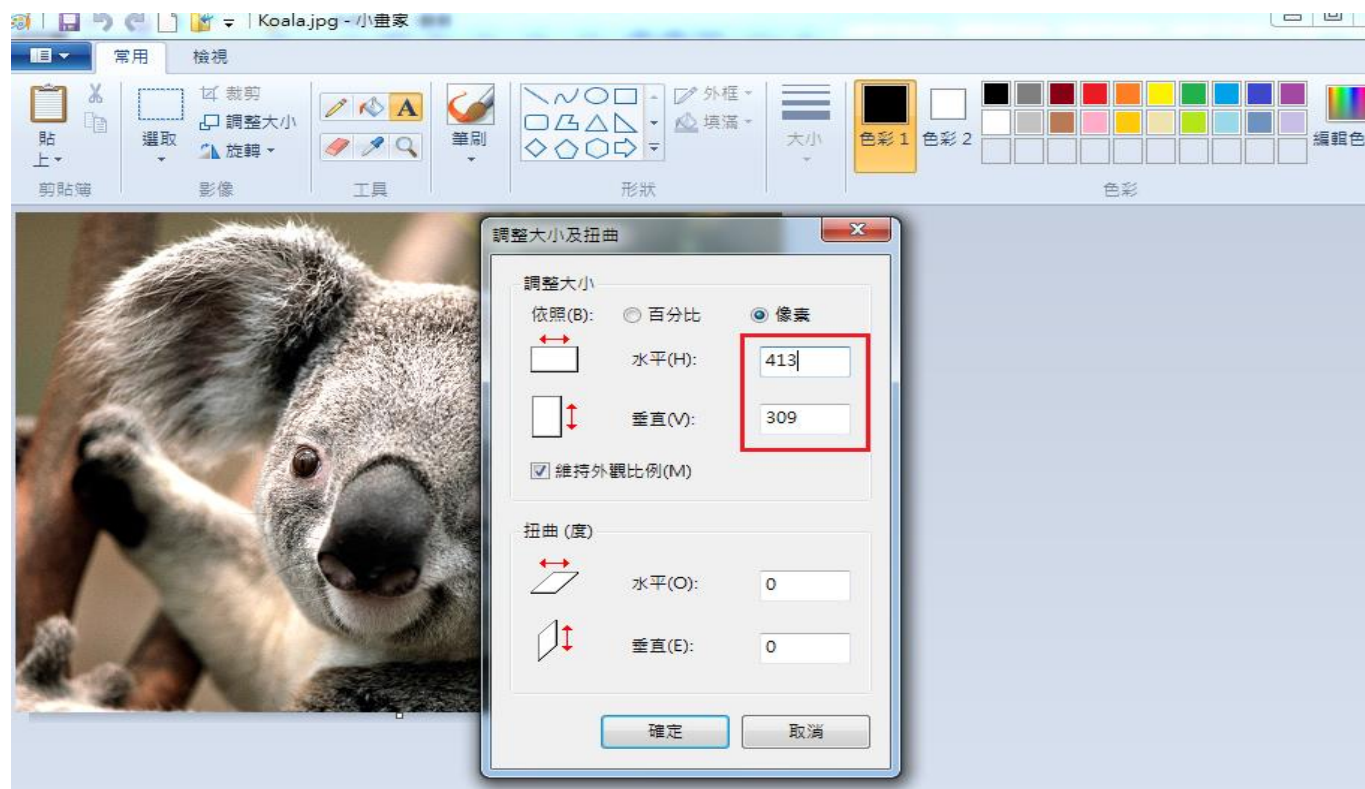 Koala.jpg - 小畫家
常用 檢視
貼上
選取
裁剪
調整大小
旋轉
A
筆刷
外框
填滿
大小
色彩 1
色彩 2
編輯色
剪貼簿 影像 工具 形狀 色彩
調整大小及扭曲
調整大小
依照(B): 百分比 像素
水平(H): 413
垂直(V): 309
維持外觀比例(M)
扭曲 (度)
水平(O): 0
垂直(E): 0
確定 取消